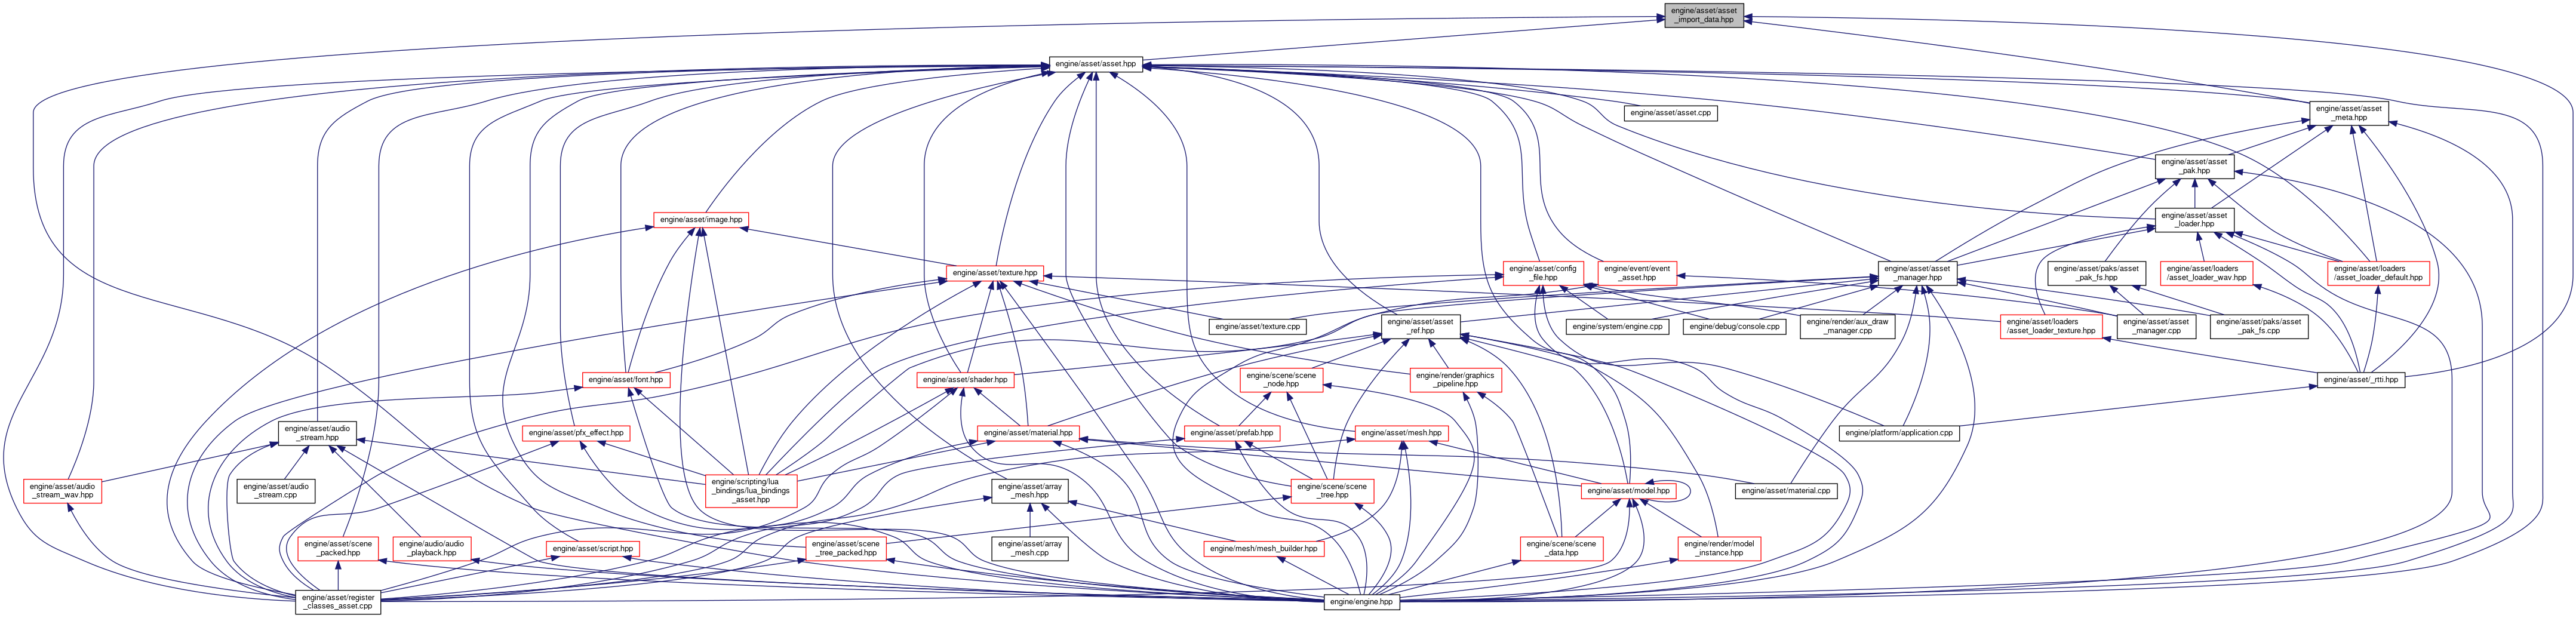 engine/asset/asset
_import_data.hpp
engine/asset/asset.hpp
engine/asset/asset.cpp
engine/asset/asset
_meta.hpp
engine/asset/asset
_pak.hpp
engine/asset/image.hpp
engine/asset/asset
_loader.hpp
engine/asset/texture.hpp
engine/asset/config
_file.hpp
engine/event/event
_asset.hpp
engine/asset/asset
_manager.hpp
engine/asset/paks/asset
_pak_fs.hpp
engine/asset/loaders
/asset_loader_wav.hpp
engine/asset/loaders
/asset_loader_default.hpp
engine/asset/texture.cpp
engine/asset/asset
_ref.hpp
engine/system/engine.cpp
engine/debug/console.cpp
engine/render/aux_draw
_manager.cpp
engine/asset/loaders
/asset_loader_texture.hpp
engine/asset/asset
_manager.cpp
engine/asset/paks/asset
_pak_fs.cpp
engine/asset/font.hpp
engine/asset/shader.hpp
engine/scene/scene
_node.hpp
engine/render/graphics
_pipeline.hpp
engine/asset/_rtti.hpp
engine/asset/audio
_stream.hpp
engine/asset/pfx_effect.hpp
engine/asset/material.hpp
engine/asset/prefab.hpp
engine/asset/mesh.hpp
engine/platform/application.cpp
engine/asset/audio
_stream_wav.hpp
engine/asset/audio
_stream.cpp
engine/scripting/lua
_bindings/lua_bindings
_asset.hpp
engine/asset/array
_mesh.hpp
engine/scene/scene
_tree.hpp
engine/asset/model.hpp
engine/asset/material.cpp
engine/asset/scene
_packed.hpp
engine/audio/audio
_playback.hpp
engine/asset/script.hpp
engine/asset/scene
_tree_packed.hpp
engine/asset/array
_mesh.cpp
engine/mesh/mesh_builder.hpp
engine/scene/scene
_data.hpp
engine/render/model
_instance.hpp
engine/asset/register
_classes_asset.cpp
engine/engine.hpp